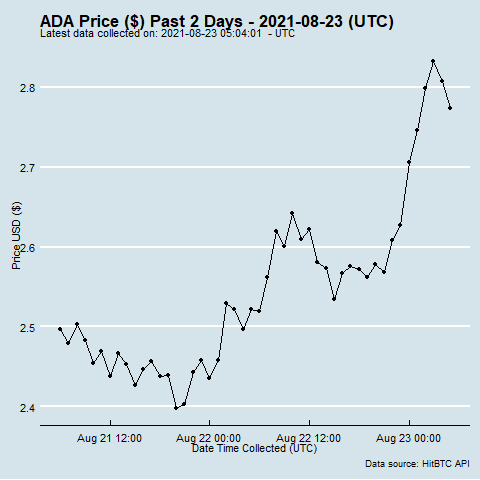 ADA Price ($) Past 2 Days - 2021-08-23 (UTC)
Latest data collected on: 2021-08-23 05:04:01 - UTC
Price USD ($)
2.8
2.7
2.6
2.5
2.4
Aug 21 12:00 Aug 22 00:00 Aug 22 12:00 Aug 23 00:00
Date Time Collected (UTC)
Data source: HitBTC API